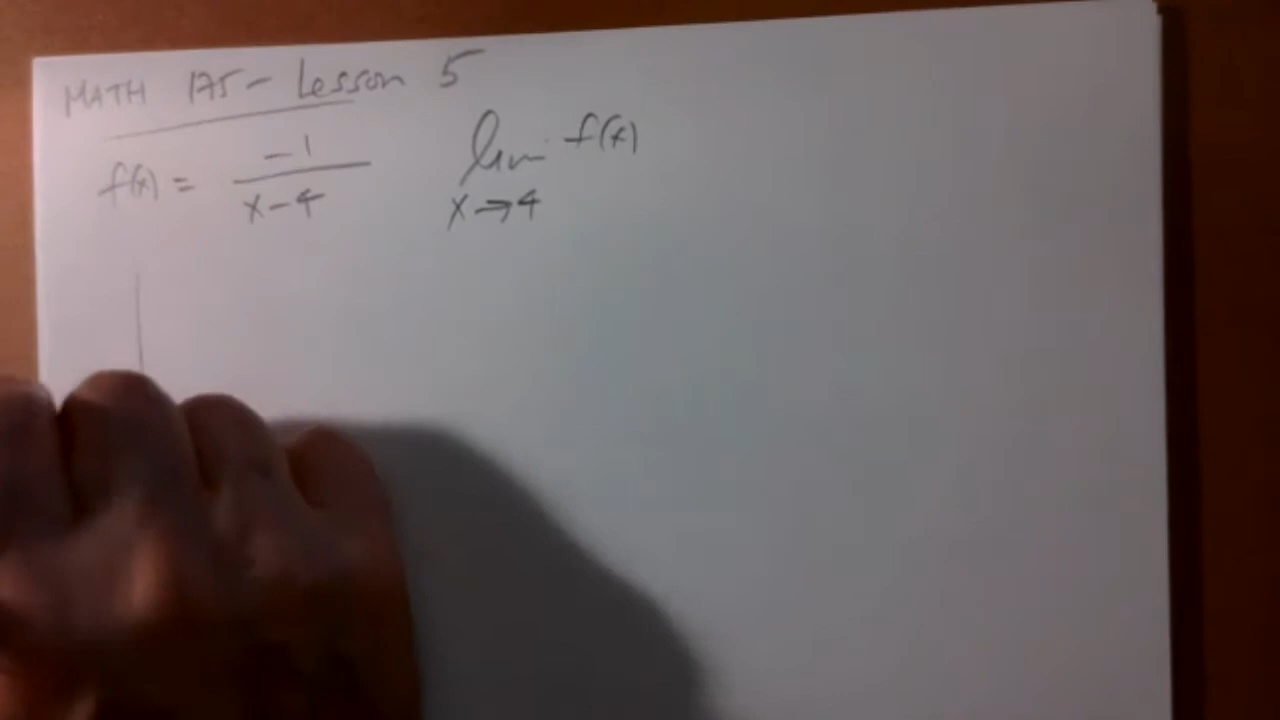 MATH 175 - Lesson 5
f(x) = -1 / x-4 lim x→4 f(x)